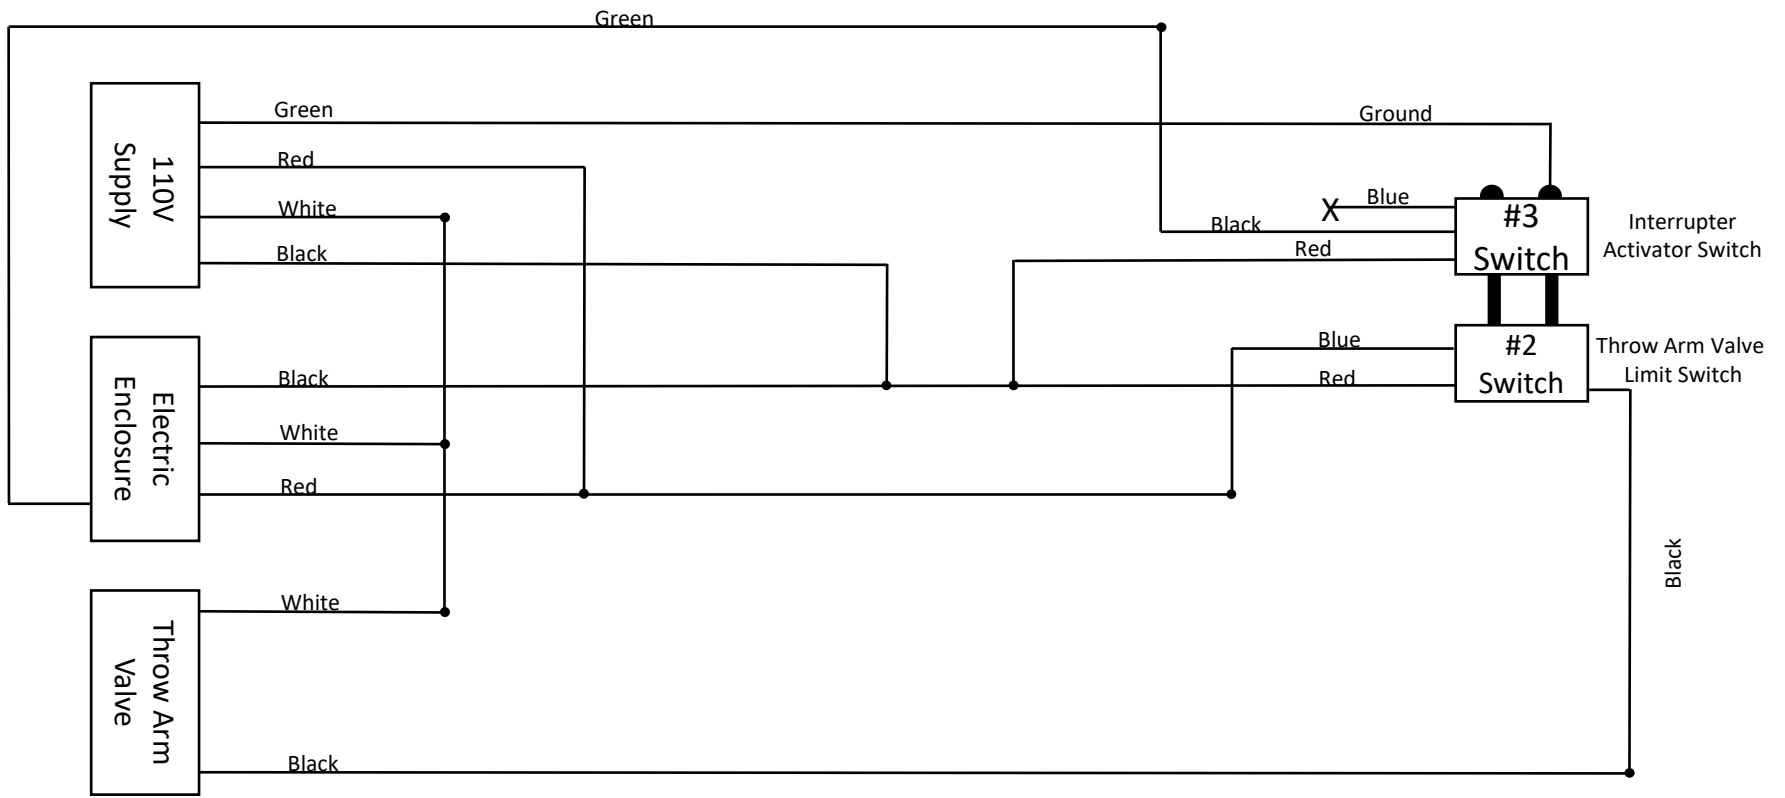 Green
Green
Ground
Red
110V
Supply
White
Blue
#3
Switch
Interrupter
Activator Switch
Black
Red
Black
Blue
#2
Switch
Throw Arm Valve
Limit Switch
Black
Red
Electric
Enclosure
White
Red
Black
White
Throw Arm
Valve
Black
X